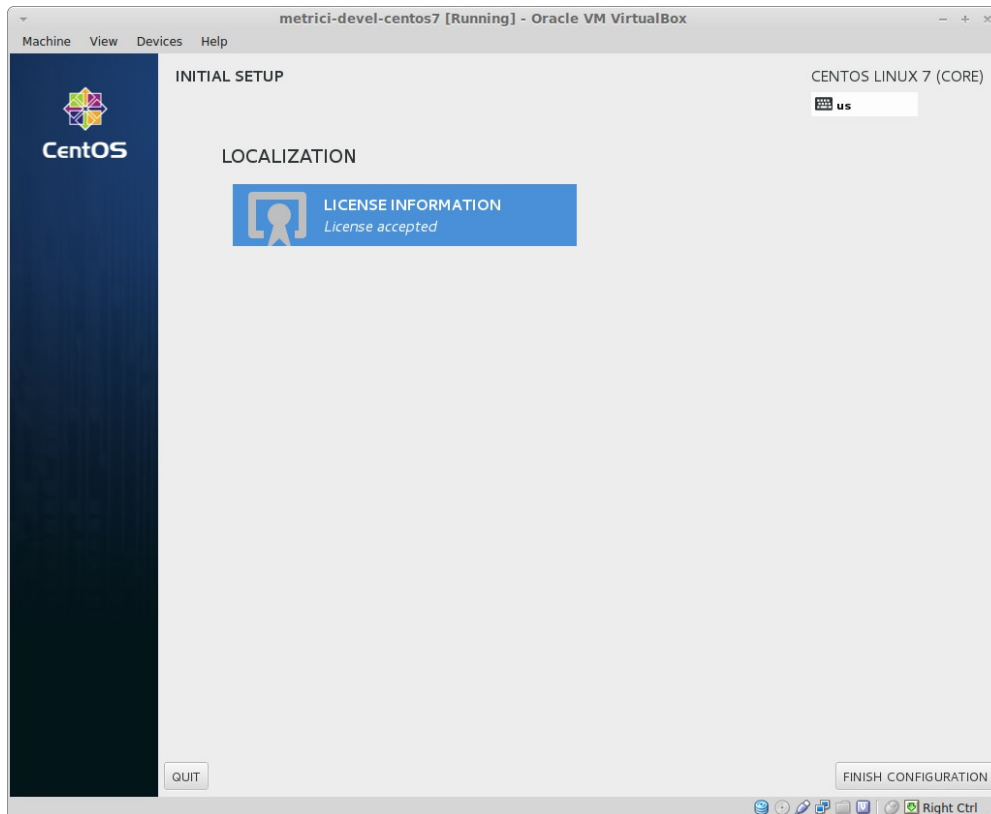 metrici-devel-centos7 [Running] - Oracle VM VirtualBox
Machine View Devices Help
INITIAL SETUP
CENTOS LINUX 7 (CORE)
us
CentOS
LOCALIZATION
LICENSE INFORMATION
License accepted
QUIT
FINISH CONFIGURATION
Right Ctrl